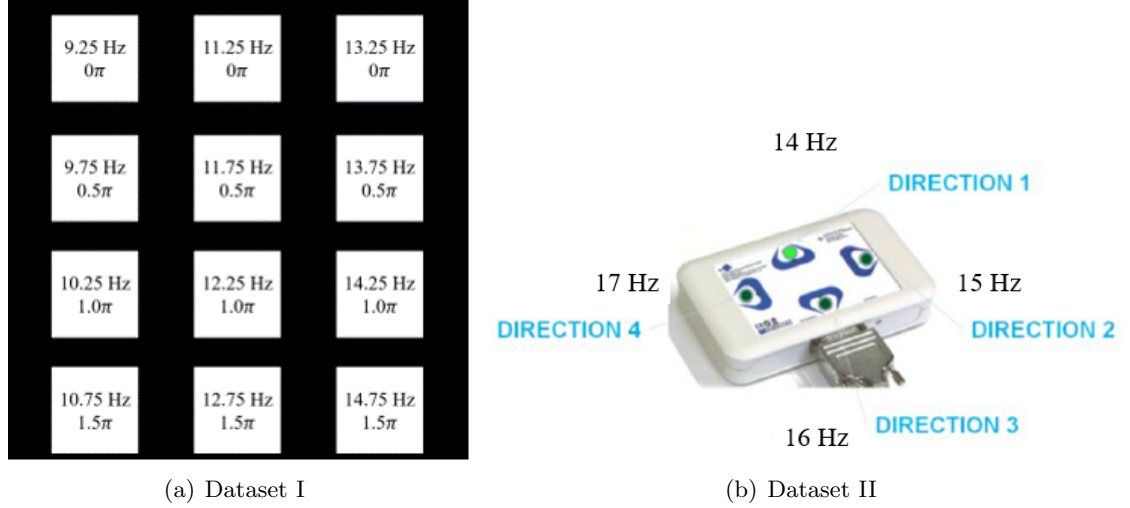 9.25 Hz
0π
11.25 Hz
0π
13.25 Hz
0π
9.75 Hz
0.5π
11.75 Hz
0.5π
13.75 Hz
0.5π
10.25 Hz
1.0π
12.25 Hz
1.0π
14.25 Hz
1.0π
10.75 Hz
1.5π
12.75 Hz
1.5π
14.75 Hz
1.5π
(a) Dataset I
14 Hz
DIRECTION 1
17 Hz
15 Hz
DIRECTION 4
DIRECTION 2
DIRECTION 3
16 Hz
(b) Dataset II